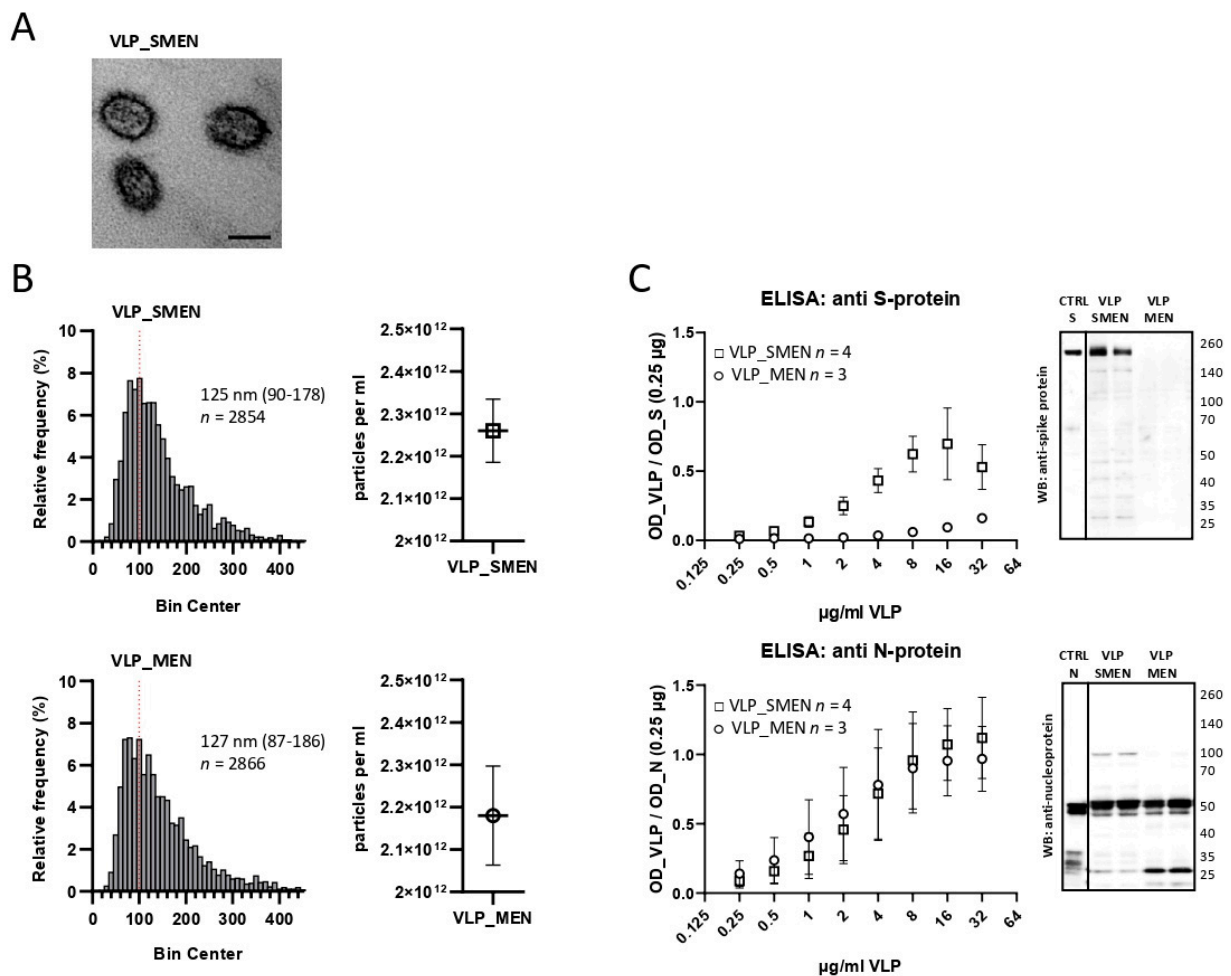 A
VLP_SMEN
B
VLP_SMEN
Relative frequency (%)
10
8
6
4
2
0
125 nm (90-178)
n = 2854
0 100 200 300 400
Bin Center
particles per ml
2.5×10¹²
2.4×10¹²
2.3×10¹²
2.2×10¹²
2.1×10¹²
2×10¹²
VLP_SMEN
VLP_MEN
Relative frequency (%)
10
8
6
4
2
0
127 nm (87-186)
n = 2866
0 100 200 300 400
Bin Center
particles per ml
2.5×10¹²
2.4×10¹²
2.3×10¹²
2.2×10¹²
2.1×10¹²
2×10¹²
VLP_MEN
C
ELISA: anti S-protein
OD_VLP / OD_S (0.25 µg)
1.5
1.0
0.5
0.0
VLP_SMEN n = 4
VLP_MEN n = 3
0.125 0.25 0.5 1 2 4 8 16 32 64
µg/ml VLP
CTRL VLP VLP
S SMEN MEN
WB: anti-spike protein
260
140
100
70
50
40
35
25
ELISA: anti N-protein
OD_VLP / OD_N (0.25 µg)
1.5
1.0
0.5
0.0
VLP_SMEN n = 4
VLP_MEN n = 3
0.125 0.25 0.5 1 2 4 8 16 32 64
µg/ml VLP
CTRL VLP VLP
N SMEN MEN
WB: anti-nucleoprotein
260
140
100
70
50
40
35
25